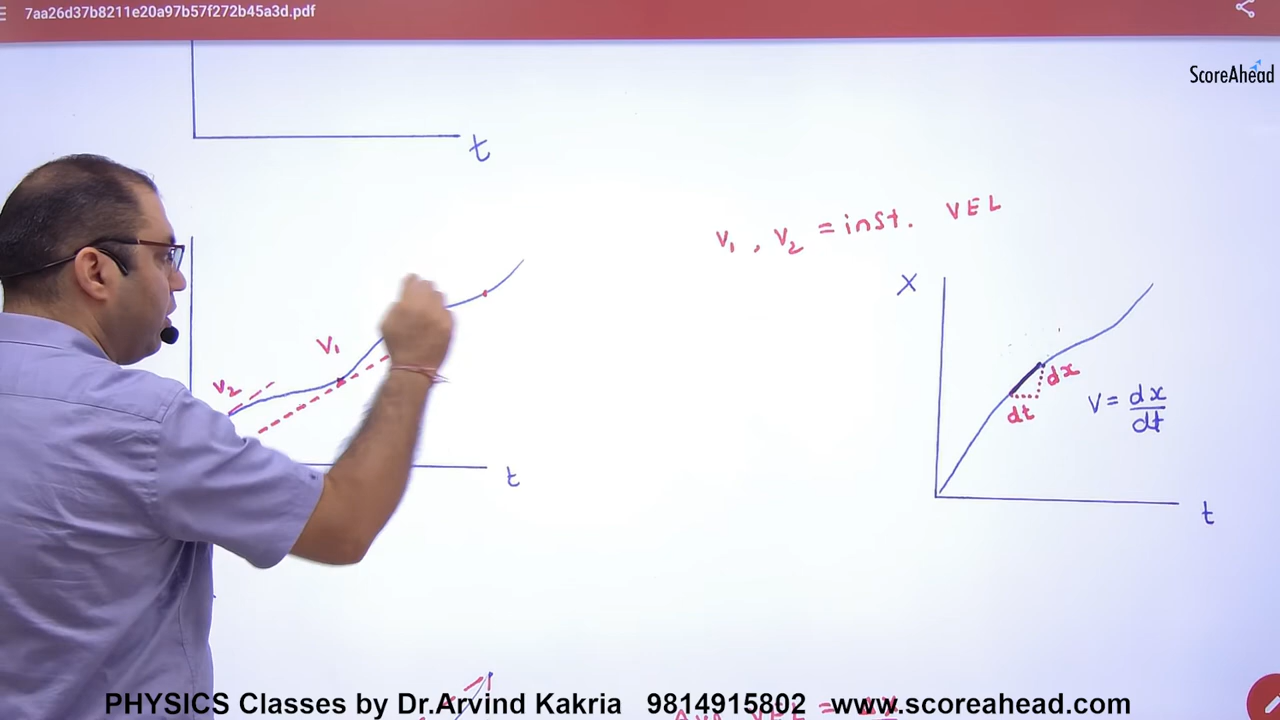 7aa26d37b8211e20a97b57f272b45a3d.pdf
ScoreAhead
t
V₁, V₂ = inst. VEL
X
V₁
V₂
dx
dt
V = dx/dt
t
t
PHYSICS Classes by Dr.Arvind Kakria 9814915802 www.scoreahead.com